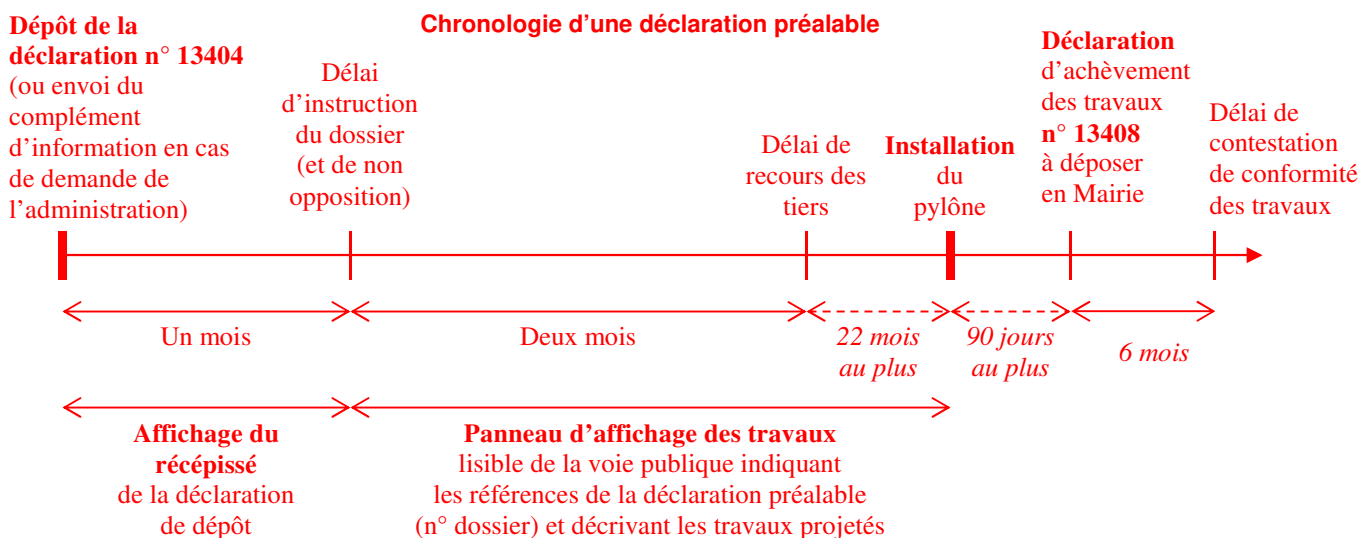 Chronologie d’une déclaration préalable
Dépôt de la
déclaration n° 13404
(ou envoi du
complément
d’information en cas
de demande de
l’administration)
Délai
d’instruction
du dossier
(et de non
opposition)
Délai de
recours des
tiers
Installation
du
pylône
Déclaration
d’achèvement
des travaux
n° 13408
à déposer
en Mairie
Délai de
contestation
de conformité
des travaux
Un mois
Deux mois
22 mois
au plus
90 jours
au plus
6 mois
Affichage du
récépissé
de la déclaration
de dépôt
Panneau d’affichage des travaux
lisible de la voie publique indiquant
les références de la déclaration préalable
(n° dossier) et décrivant les travaux projetés